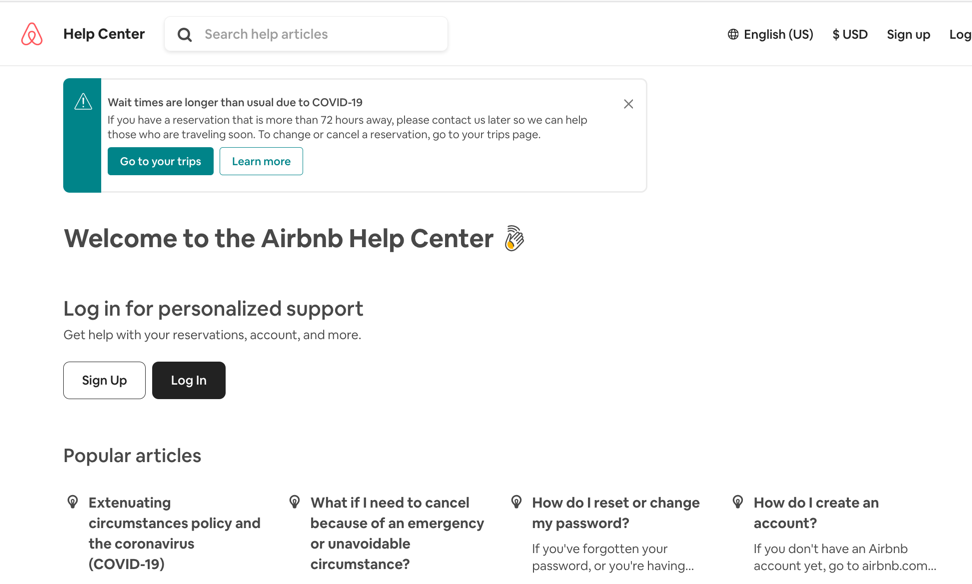 Help Center
Search help articles
English (US)
$ USD
Sign up
Log
Wait times are longer than usual due to COVID-19
If you have a reservation that is more than 72 hours away, please contact us later so we can help
those who are traveling soon. To change or cancel a reservation, go to your trips page.
Go to your trips
Learn more
Welcome to the Airbnb Help Center
Log in for personalized support
Get help with your reservations, account, and more.
Sign Up
Log In
Popular articles
Extenuating
circumstances policy and
the coronavirus
(COVID-19)
What if I need to cancel
because of an emergency
or unavoidable
circumstance?
How do I reset or change
my password?
If you've forgotten your
password, or you're having...
How do I create an
account?
If you don't have an Airbnb
account yet, go to airbnb.com...